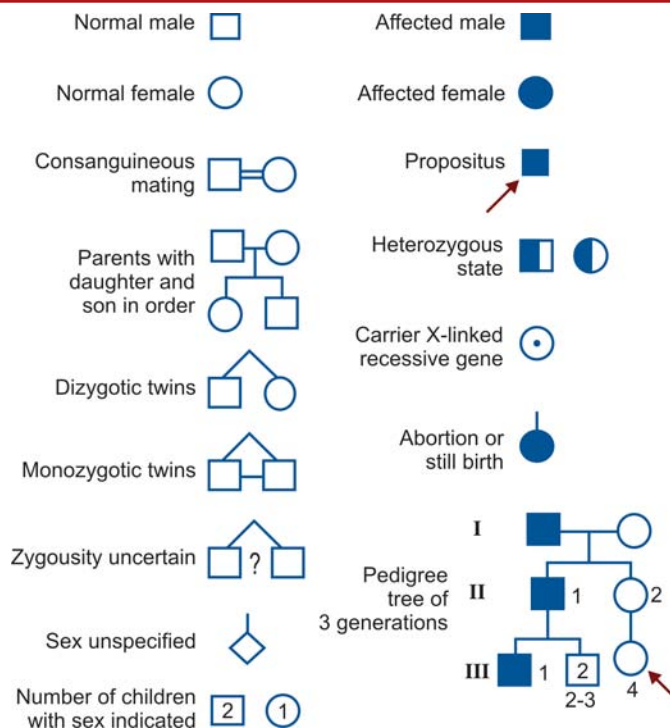 Normal male
Normal female
Consanguineous
mating
Parents with
daughter and
son in order
Dizygotic twins
Monozygotic twins
Zygousity uncertain
?
Sex unspecified
Number of children
with sex indicated
2
1
Affected male
Affected female
Propositus
Heterozygous
state
Carrier X-linked
recessive gene
Abortion or
still birth
Pedigree
tree of
3 generations
I
II
1
2
III
1
2
2-3
4